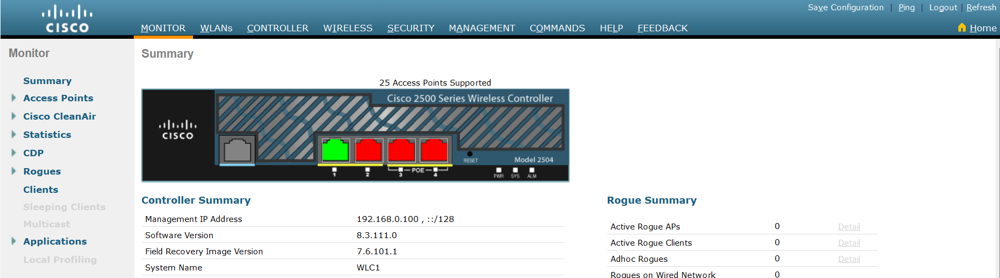 Save Configuration | Ping | Logout | Refresh
CISCO
MONITOR WLANs CONTROLLER WIRELESS SECURITY MANAGEMENT COMMANDS HELP FEEDBACK Home
Monitor
Summary
Access Points
Cisco CleanAir
Statistics
CDP
Rogues
Clients
Sleeping Clients
Multicast
Applications
Local Profiling
Summary
25 Access Points Supported
Cisco 2500 Series Wireless Controller
CISCO
RESET
Model 2504
1 2 3 POE 4
PWR SYS ALM
Controller Summary
Management IP Address 192.168.0.100 , ::/128
Software Version 8.3.111.0
Field Recovery Image Version 7.6.101.1
System Name WLC1
Rogue Summary
Active Rogue APs 0 Detail
Active Rogue Clients 0 Detail
Adhoc Rogues 0 Detail
Rogues on Wired Network 0